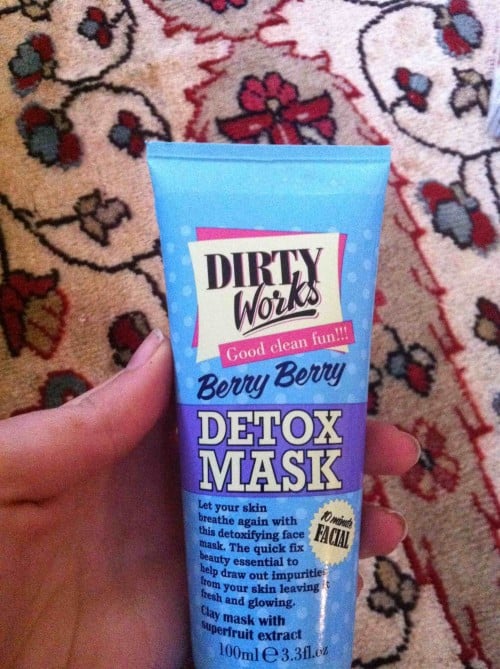 DIRTY
Works
Good clean fun!!!
Berry Berry
DETOX
MASK
Let your skin
breathe again with
this detoxifying face
mask. The quick fix
beauty essential to
help draw out impurities
from your skin leaving it
fresh and glowing.
10 minute
FACIAL
Clay mask with
superfruit extract
100ml e 3.3fl.oz